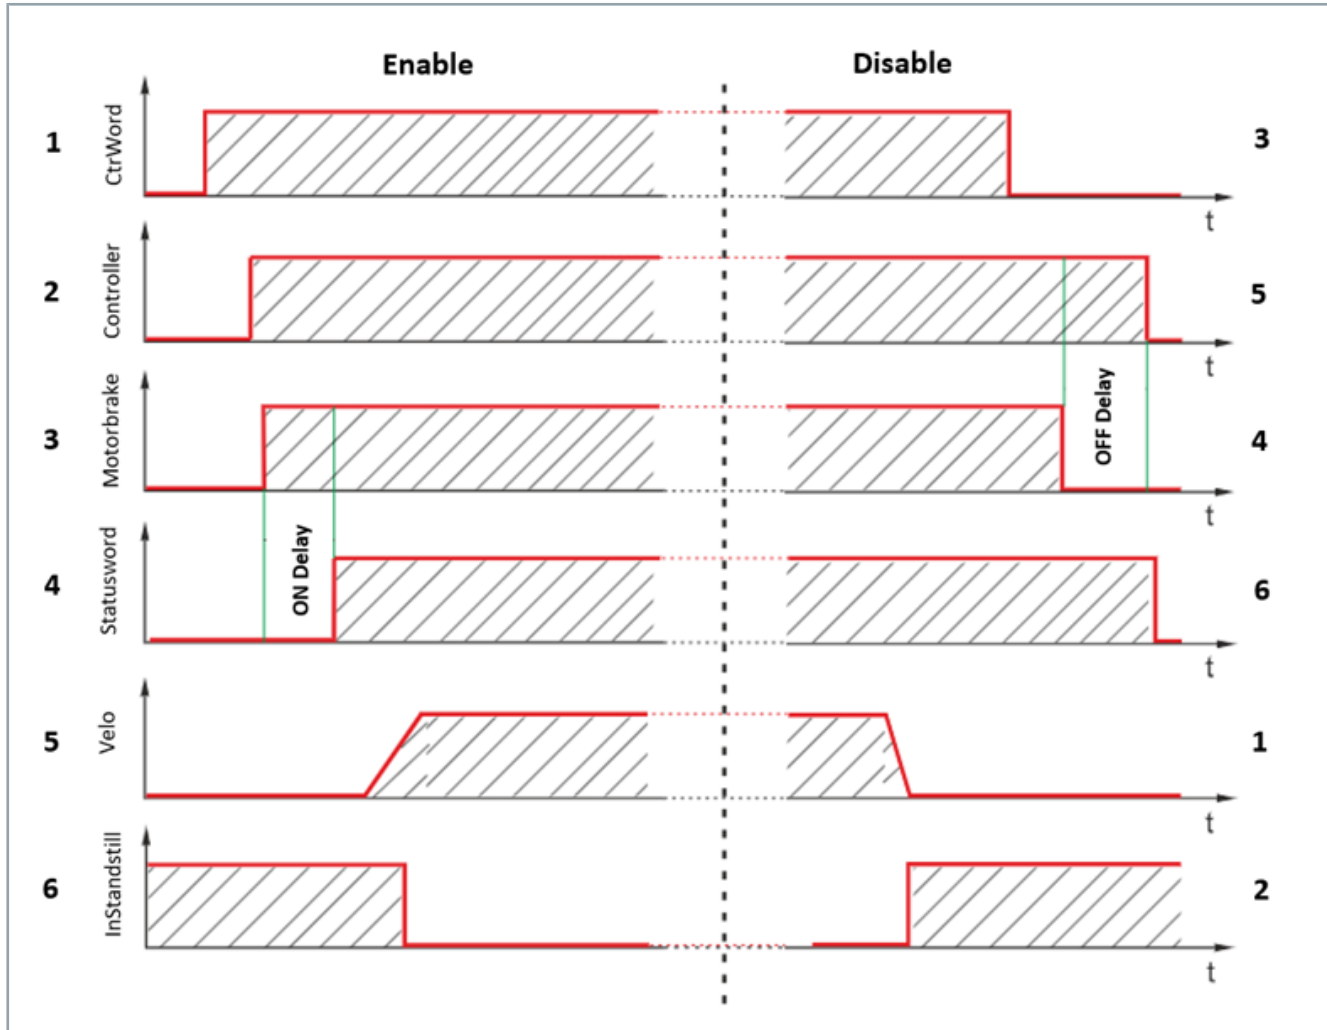 Enable
Disable
1
CtrWord
3
t
2
Controller
5
t
3
Motorbrake
OFF Delay
4
t
4
Statusword
ON Delay
6
t
5
Velo
1
t
6
InStandstill
2
t